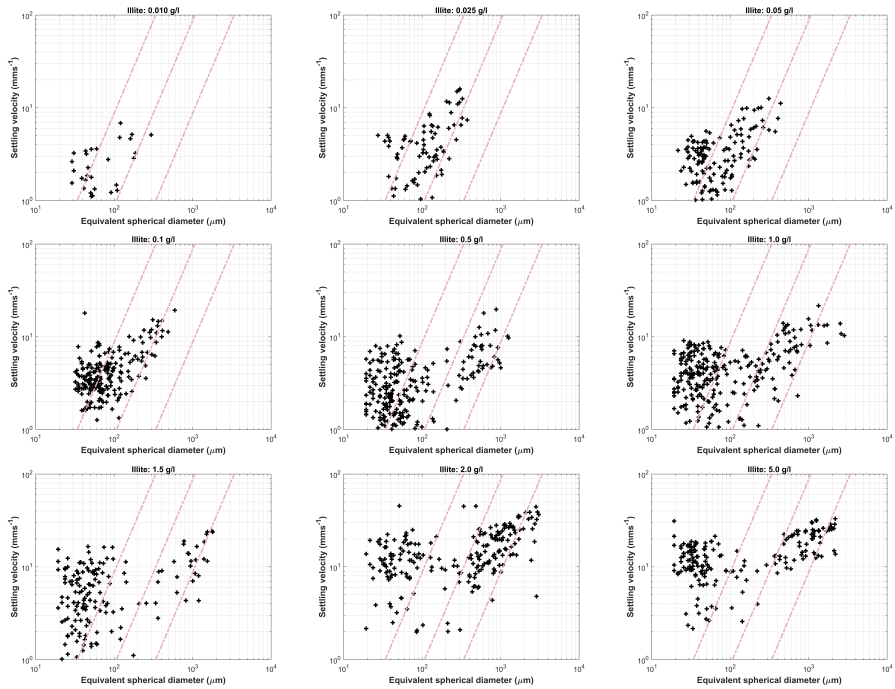 Illite: 0.010 g/l
Illite: 0.025 g/l
Illite: 0.05 g/l
Settling velocity (mms⁻¹)
10² 10¹ 10⁰
10¹ 10² 10³ 10⁴
Equivalent spherical diameter (μm)
Settling velocity (mms⁻¹)
10² 10¹ 10⁰
10¹ 10² 10³ 10⁴
Equivalent spherical diameter (μm)
Settling velocity (mms⁻¹)
10² 10¹ 10⁰
10¹ 10² 10³ 10⁴
Equivalent spherical diameter (μm)
Illite: 0.1 g/l
Illite: 0.5 g/l
Illite: 1.0 g/l
Settling velocity (mms⁻¹)
10² 10¹ 10⁰
10¹ 10² 10³ 10⁴
Equivalent spherical diameter (μm)
Settling velocity (mms⁻¹)
10² 10¹ 10⁰
10¹ 10² 10³ 10⁴
Equivalent spherical diameter (μm)
Settling velocity (mms⁻¹)
10² 10¹ 10⁰
10¹ 10² 10³ 10⁴
Equivalent spherical diameter (μm)
Illite: 1.5 g/l
Illite: 2.0 g/l
Illite: 5.0 g/l
Settling velocity (mms⁻¹)
10² 10¹ 10⁰
10¹ 10² 10³ 10⁴
Equivalent spherical diameter (μm)
Settling velocity (mms⁻¹)
10² 10¹ 10⁰
10¹ 10² 10³ 10⁴
Equivalent spherical diameter (μm)
Settling velocity (mms⁻¹)
10² 10¹ 10⁰
10¹ 10² 10³ 10⁴
Equivalent spherical diameter (μm)